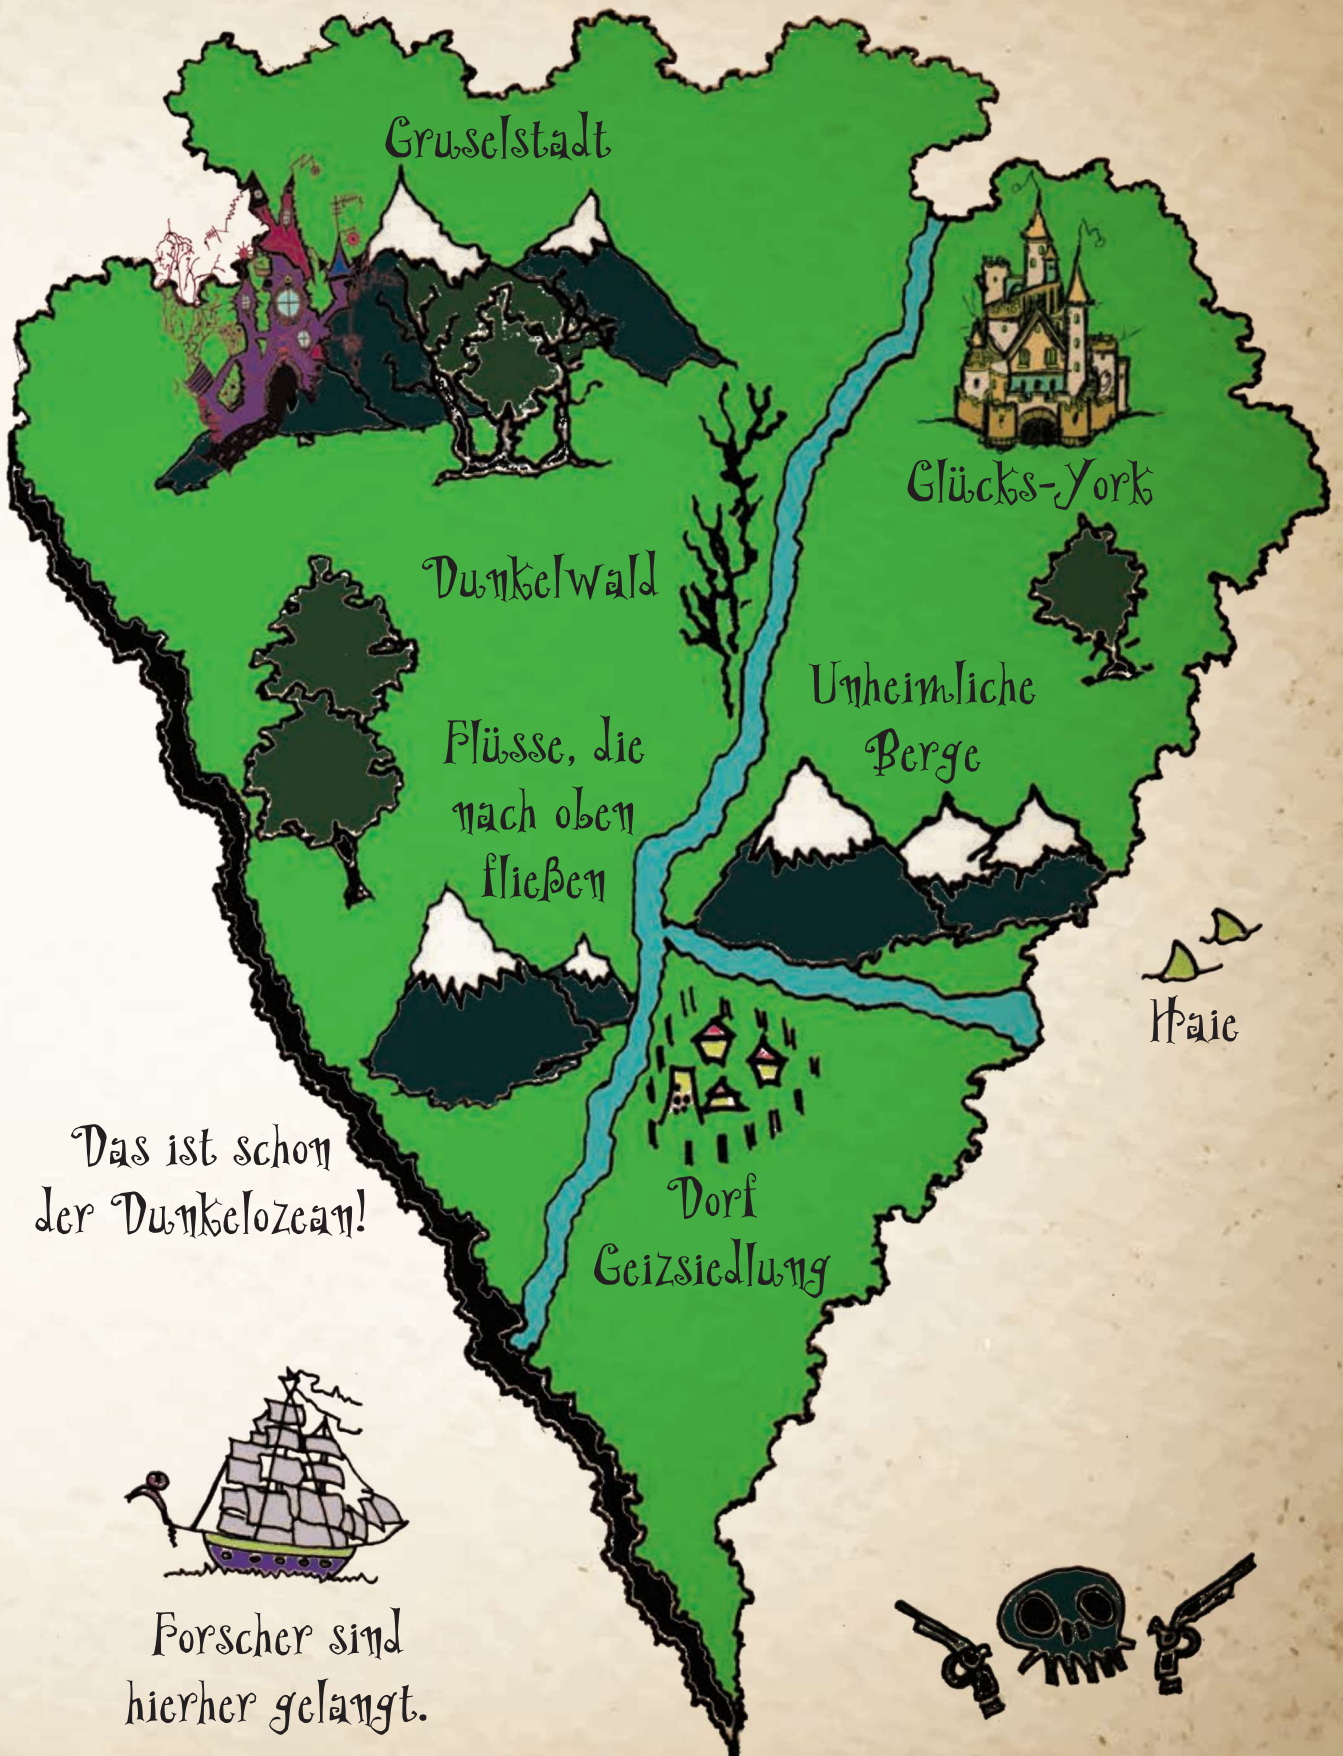 Gruselstadt
Glücks-York
Dunkelwald
Unheimliche
Berge
Flüsse, die
nach oben
fließen
Haie
Das ist schon
der Dunkelozean!
Dorf
Geizsiedlung
Forscher sind
hierher gelangt.